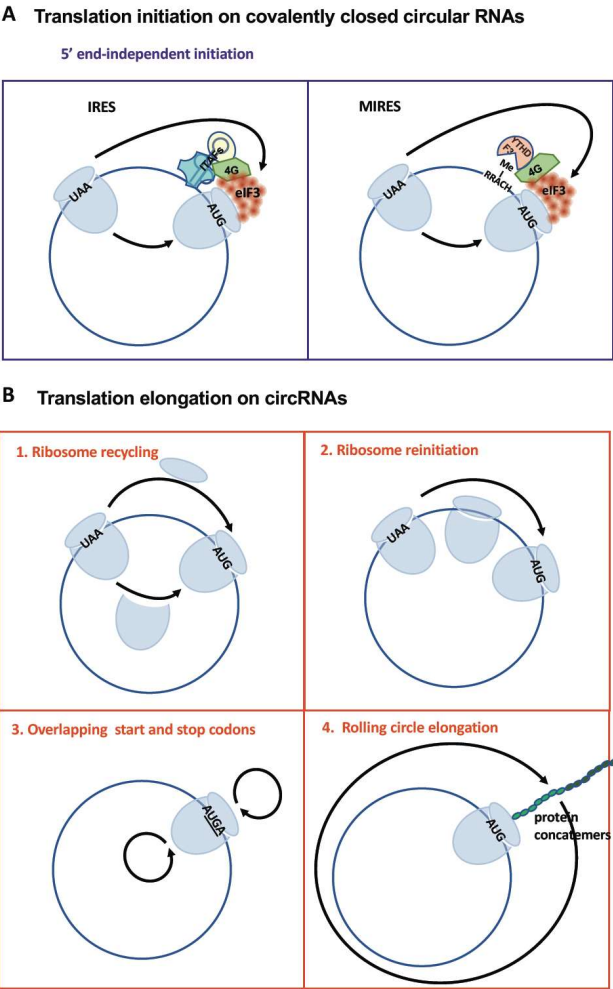 A Translation initiation on covalently closed circular RNAs
5’ end-independent initiation
IRES
UAA
ITAFs
4G
eIF3
AUG
MIRES
UAA
YTHD
F3
Me
I
RRACH
4G
eIF3
AUG
B Translation elongation on circRNAs
1. Ribosome recycling
UAA
AUG
2. Ribosome reinitiation
UAA
AUG
3. Overlapping start and stop codons
AUGA
4. Rolling circle elongation
AUG
protein
concatemers